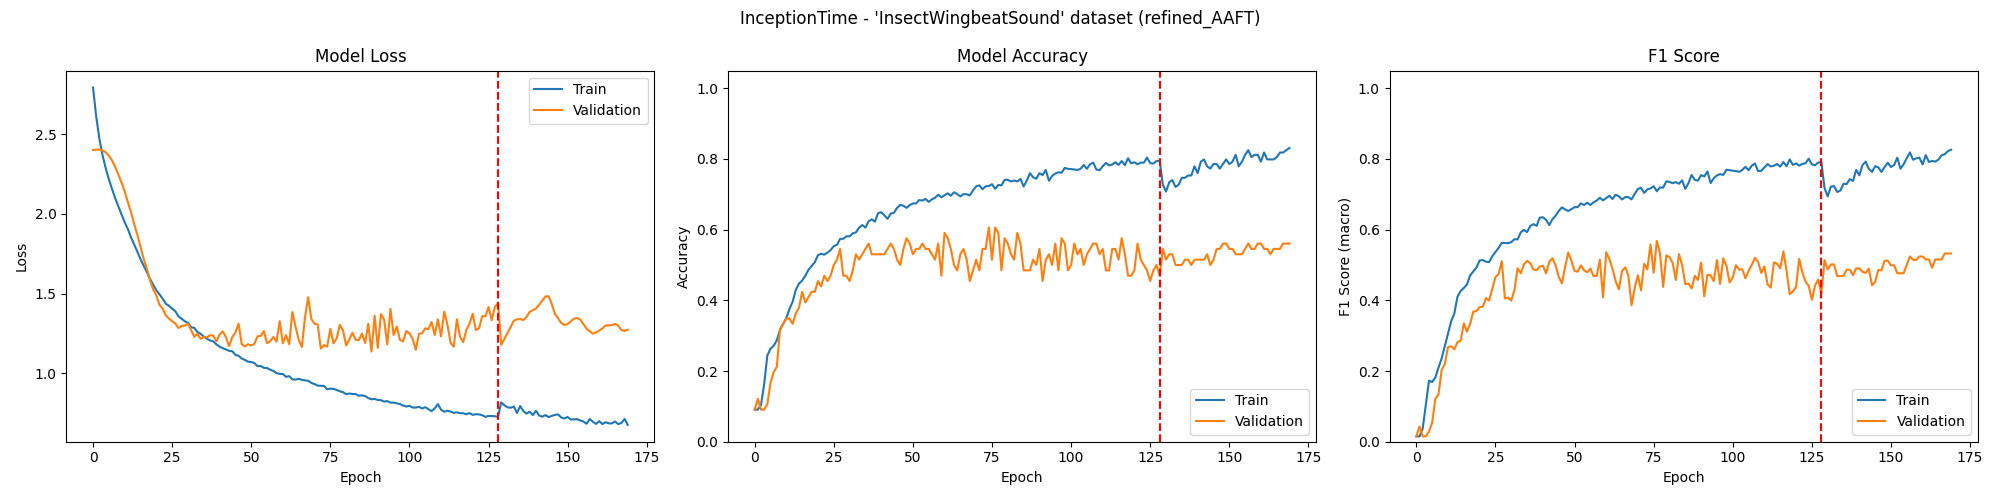 InceptionTime - 'InsectWingbeatSound' dataset (refined_AAFT)
Model Loss
Train
Validation
2.5
2.0
1.5
1.0
Loss
0
25
50
75
100
125
150
175
Epoch
Model Accuracy
1.0
0.8
0.6
0.4
0.2
0.0
Accuracy
Train
Validation
0
25
50
75
100
125
150
175
Epoch
F1 Score
1.0
0.8
0.6
0.4
0.2
0.0
F1 Score (macro)
Train
Validation
0
25
50
75
100
125
150
175
Epoch